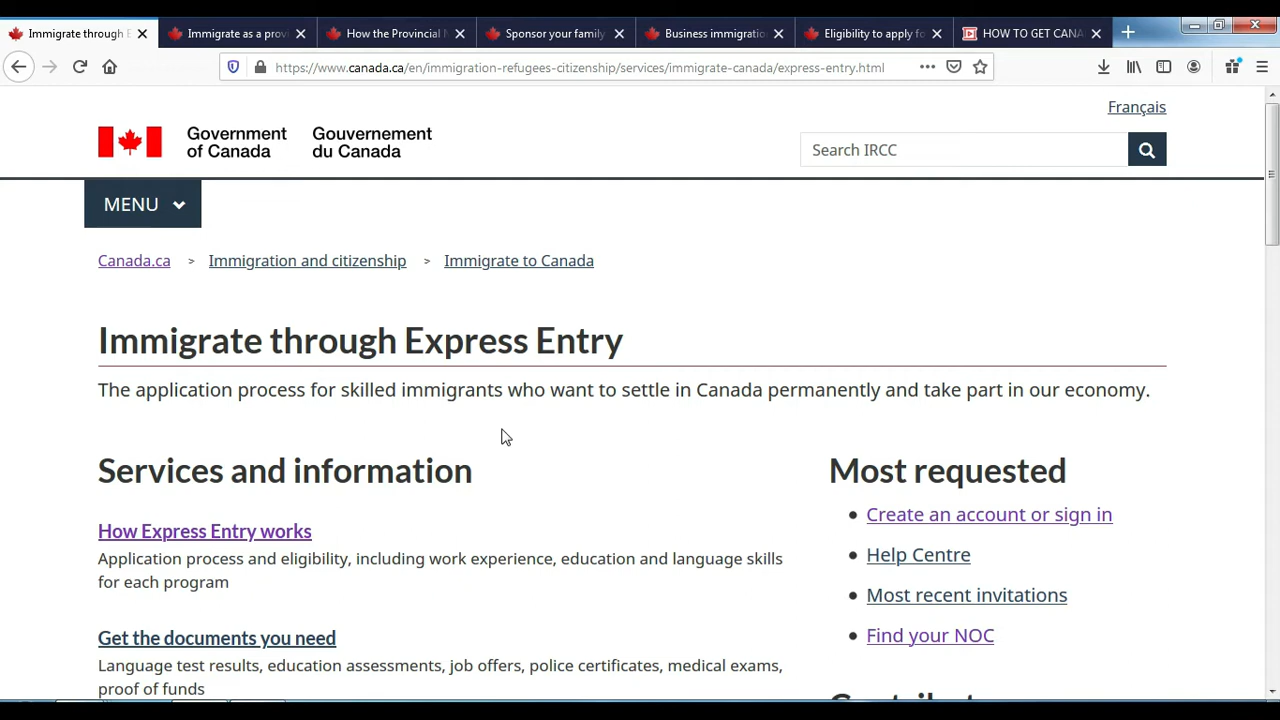 Immigrate through E
Immigrate as a provi
How the Provincial N
Sponsor your family
Business immigration
Eligibility to apply fo
HOW TO GET CANA
https://www.canada.ca/en/immigration-refugees-citizenship/services/immigrate-canada/express-entry.html
Français
Government of Canada
Gouvernement du Canada
Search IRCC
MENU
Canada.ca > Immigration and citizenship > Immigrate to Canada
Immigrate through Express Entry
The application process for skilled immigrants who want to settle in Canada permanently and take part in our economy.
Services and information
How Express Entry works
Application process and eligibility, including work experience, education and language skills
for each program
Get the documents you need
Language test results, education assessments, job offers, police certificates, medical exams,
proof of funds
Most requested
Create an account or sign in
Help Centre
Most recent invitations
Find your NOC